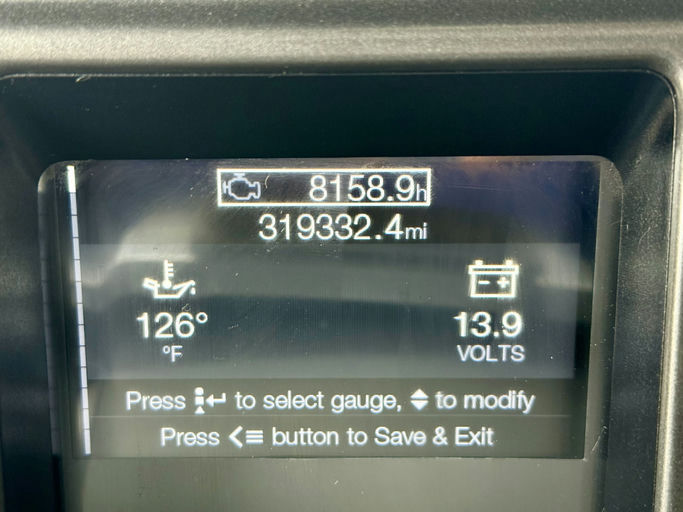 8158.9h
319332.4mi
126° 13.9
°F VOLTS
Press to select gauge, to modify
Press button to Save & Exit